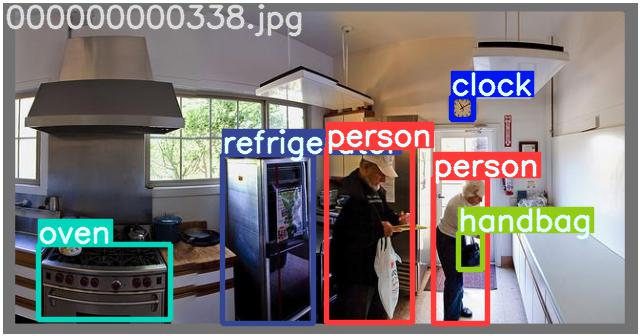 000000000338.jpg
clock
refrige
person
person
handbag
oven